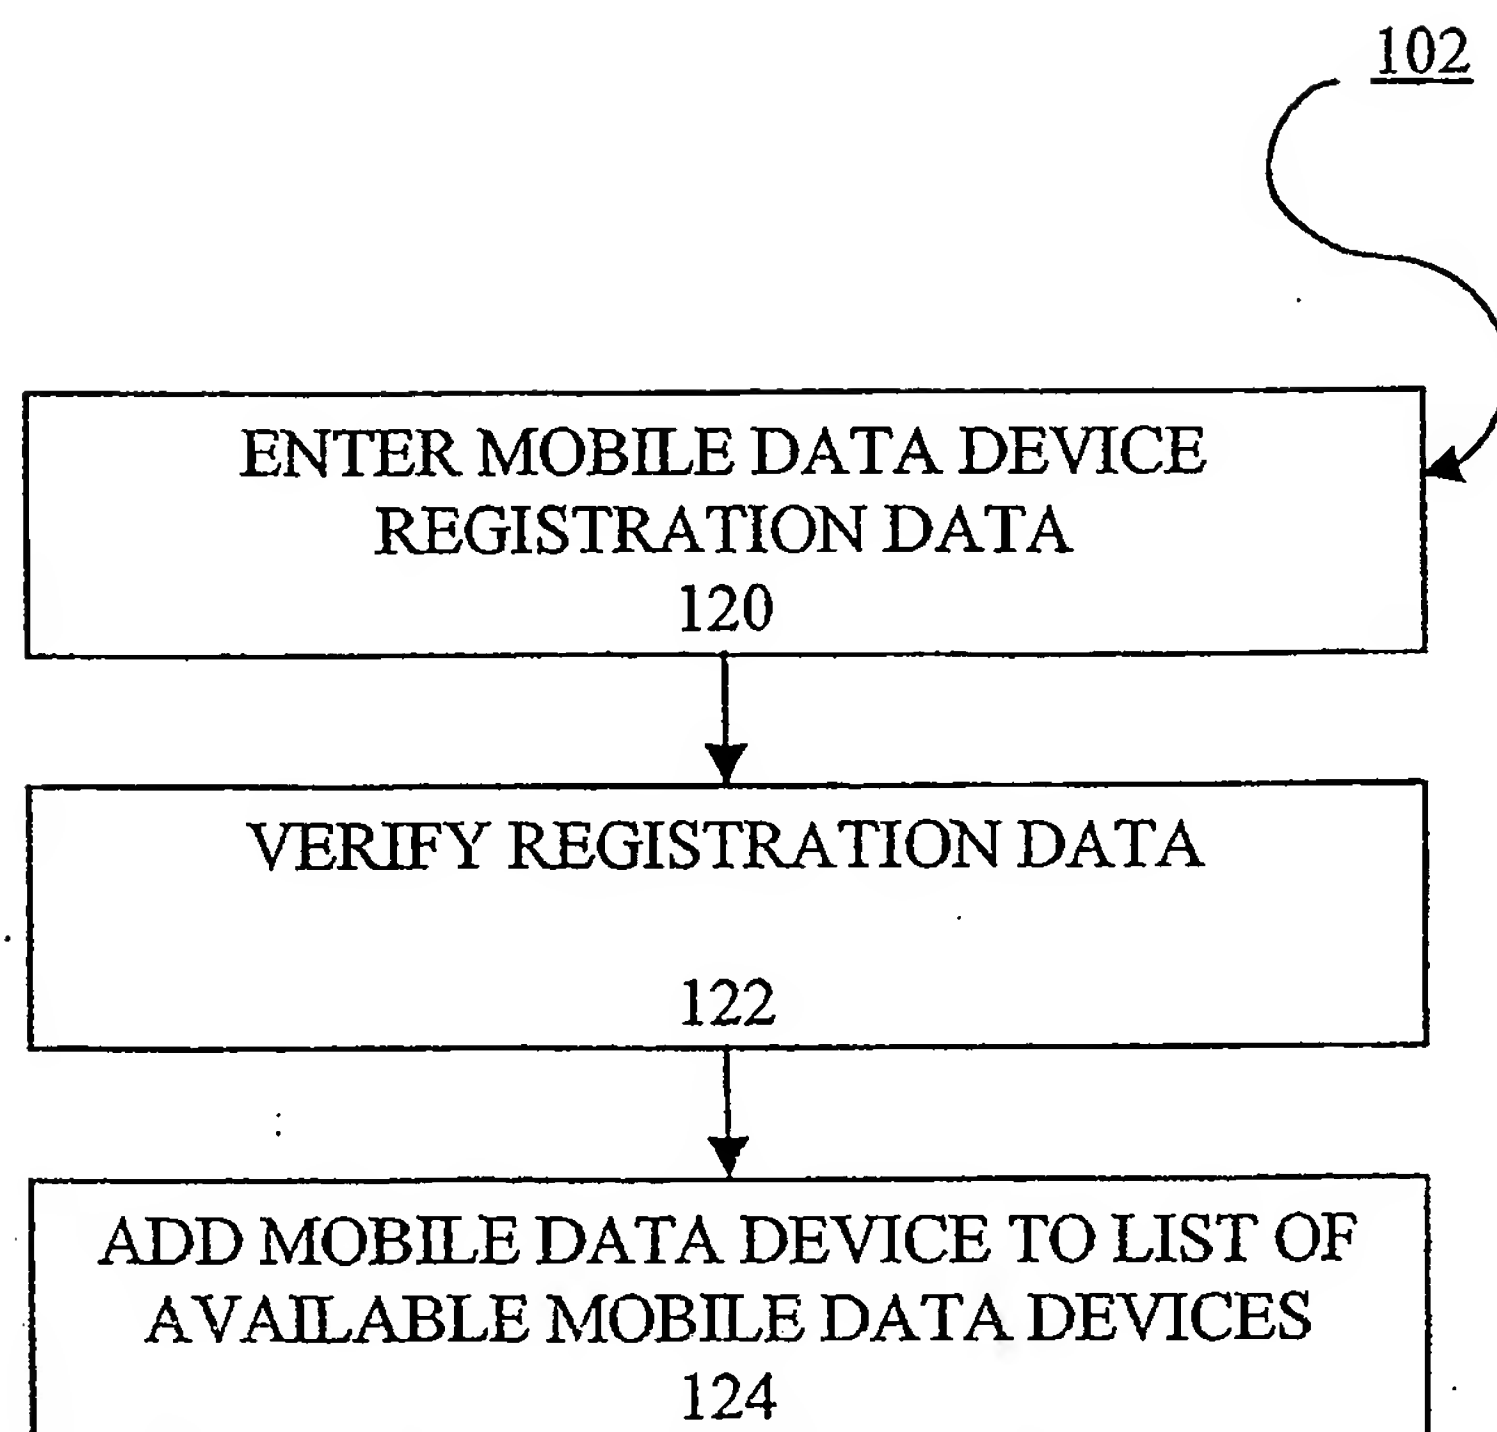 102
ENTER MOBILE DATA DEVICE
REGISTRATION DATA
120
VERIFY REGISTRATION DATA
122
ADD MOBILE DATA DEVICE TO LIST OF
AVAILABLE MOBILE DATA DEVICES
124